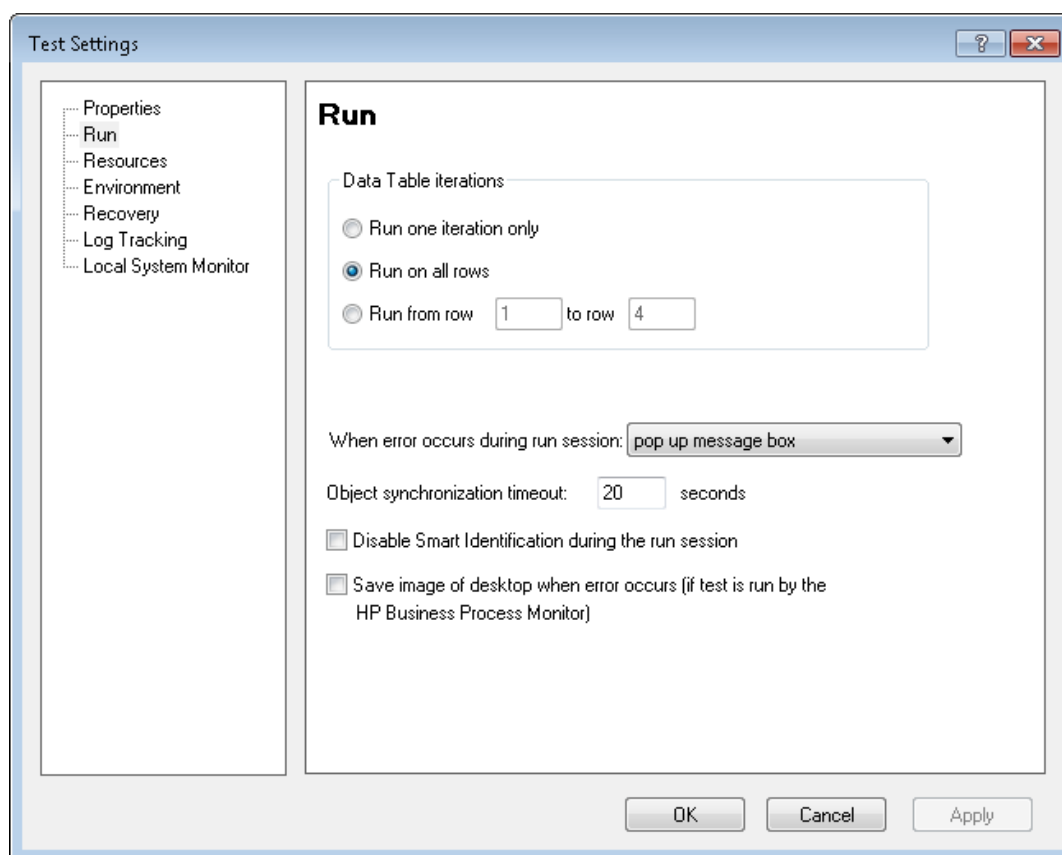 Test Settings
Properties
Run
Resources
Environment
Recovery
Log Tracking
Local System Monitor
Run
Data Table iterations
Run one iteration only
Run on all rows
Run from row 1 to row 4
When error occurs during run session: pop up message box
Object synchronization timeout: 20 seconds
Disable Smart Identification during the run session
Save image of desktop when error occurs (if test is run by the
HP Business Process Monitor)
OK Cancel Apply